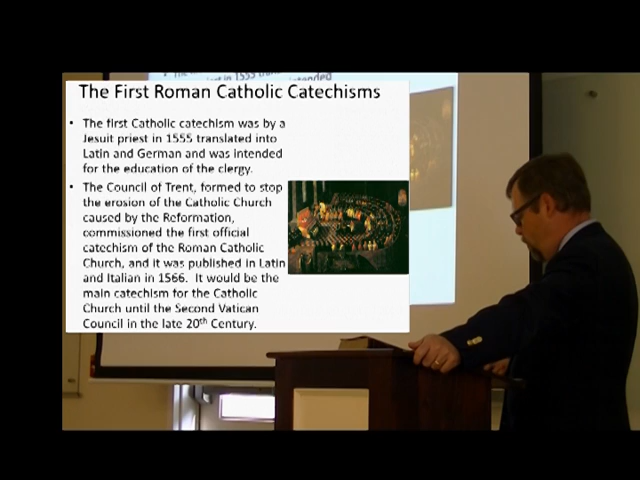 The First Roman Catholic Catechisms
• The first Catholic catechism was by a
Jesuit priest in 1555 translated into
Latin and German and was intended
for the education of the clergy.
• The Council of Trent, formed to stop
the erosion of the Catholic Church
caused by the Reformation,
commissioned the first official
catechism of the Roman Catholic
Church, and it was published in Latin
and Italian in 1566. It would be the
main catechism for the Catholic
Church until the Second Vatican
Council in the late 20th Century.